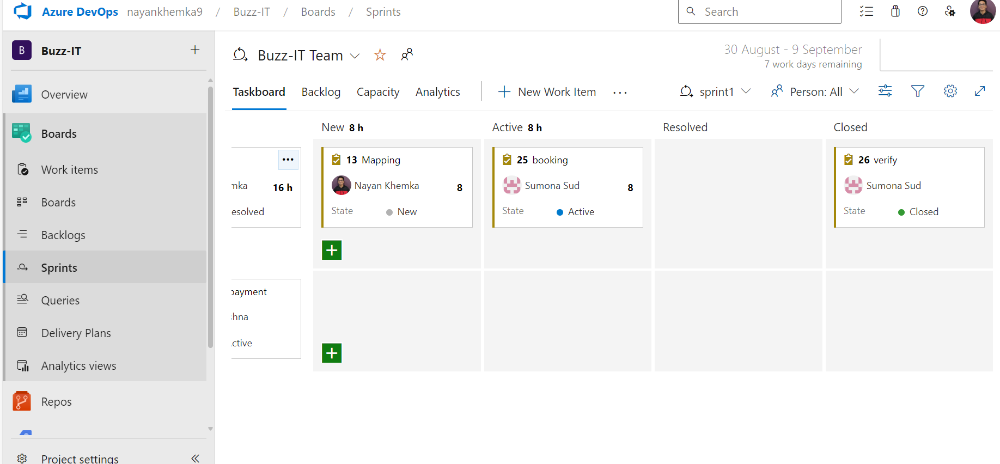 Azure DevOps nayankhemka9 / Buzz-IT / Boards / Sprints
Search
B Buzz-IT
Overview
Boards
Work items
Boards
Backlogs
Sprints
Queries
Delivery Plans
Analytics views
Repos
Project settings
Buzz-IT Team
30 August - 9 September
7 work days remaining
Taskboard Backlog Capacity Analytics New Work Item sprint1 Person: All
New 8 h
Active 8 h
Resolved
Closed
mka 16 h
esolved
13 Mapping
Nayan Khemka 8
State New
25 booking
Sumona Sud 8
State Active
26 verify
Sumona Sud
State Closed
payment
hna
ctive